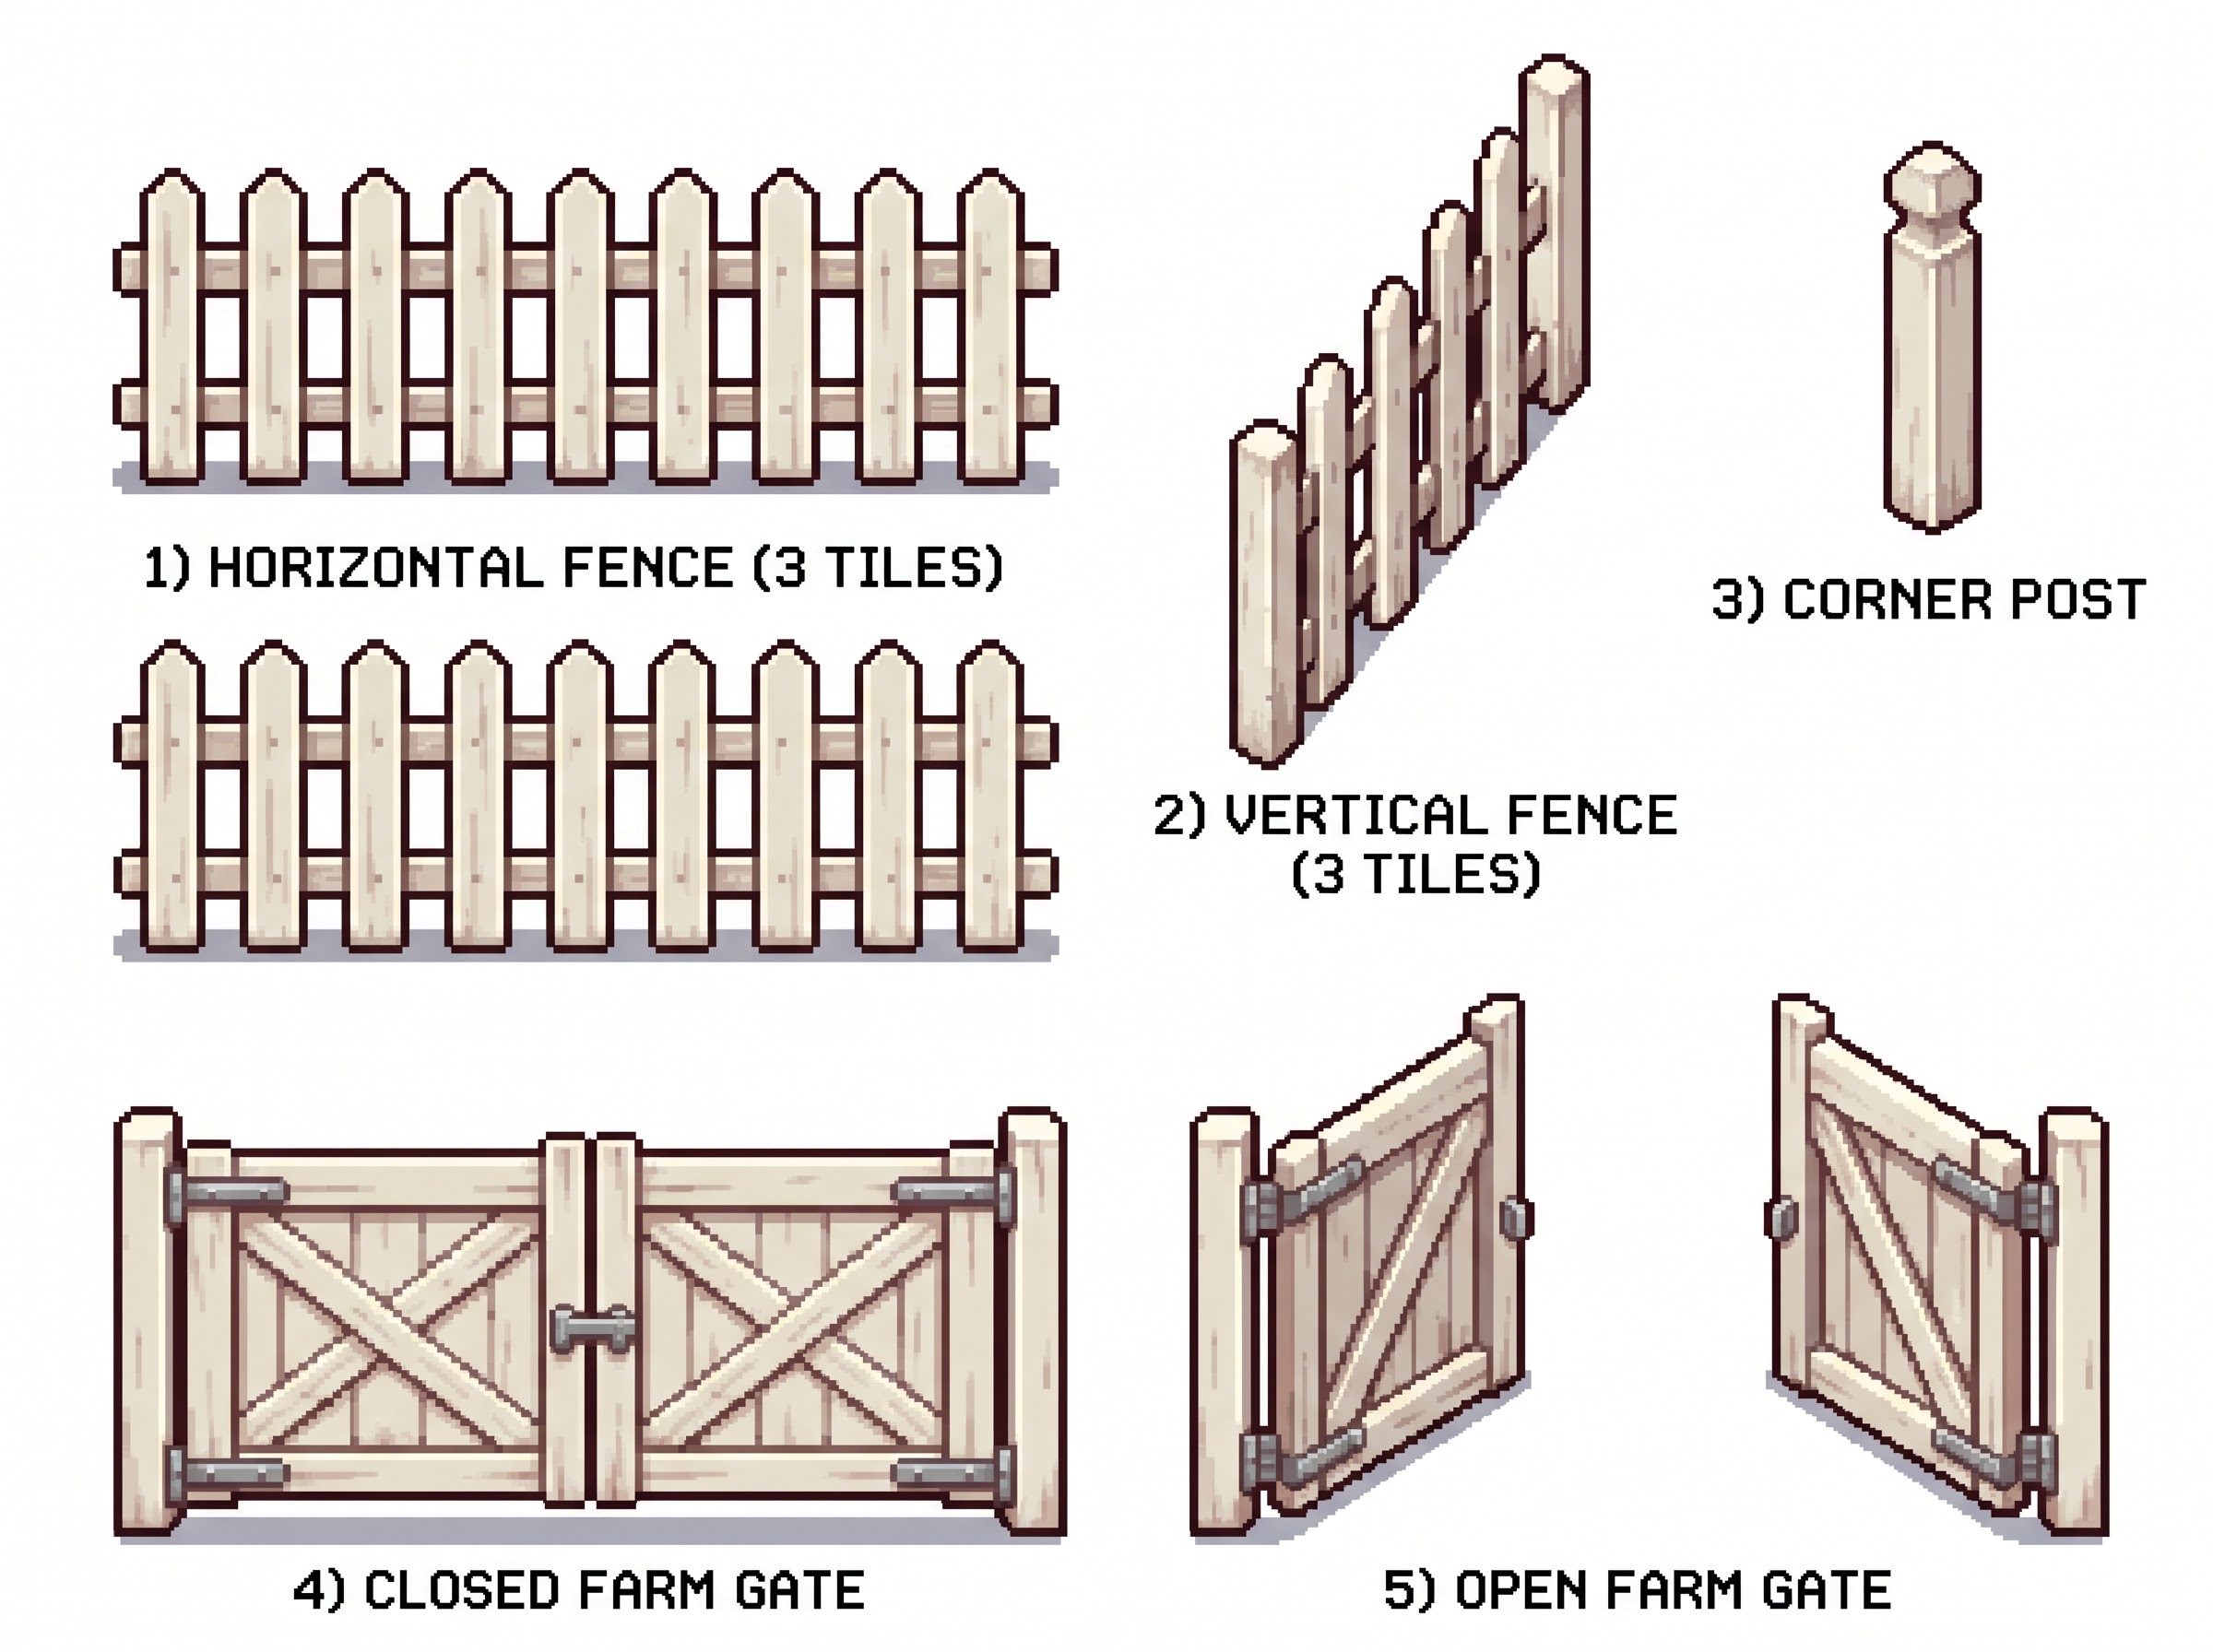 1) HORIZONTAL FENCE (3 TILES)
2) VERTICAL FENCE
(3 TILES)
3) CORNER POST
4) CLOSED FARM GATE
5) OPEN FARM GATE